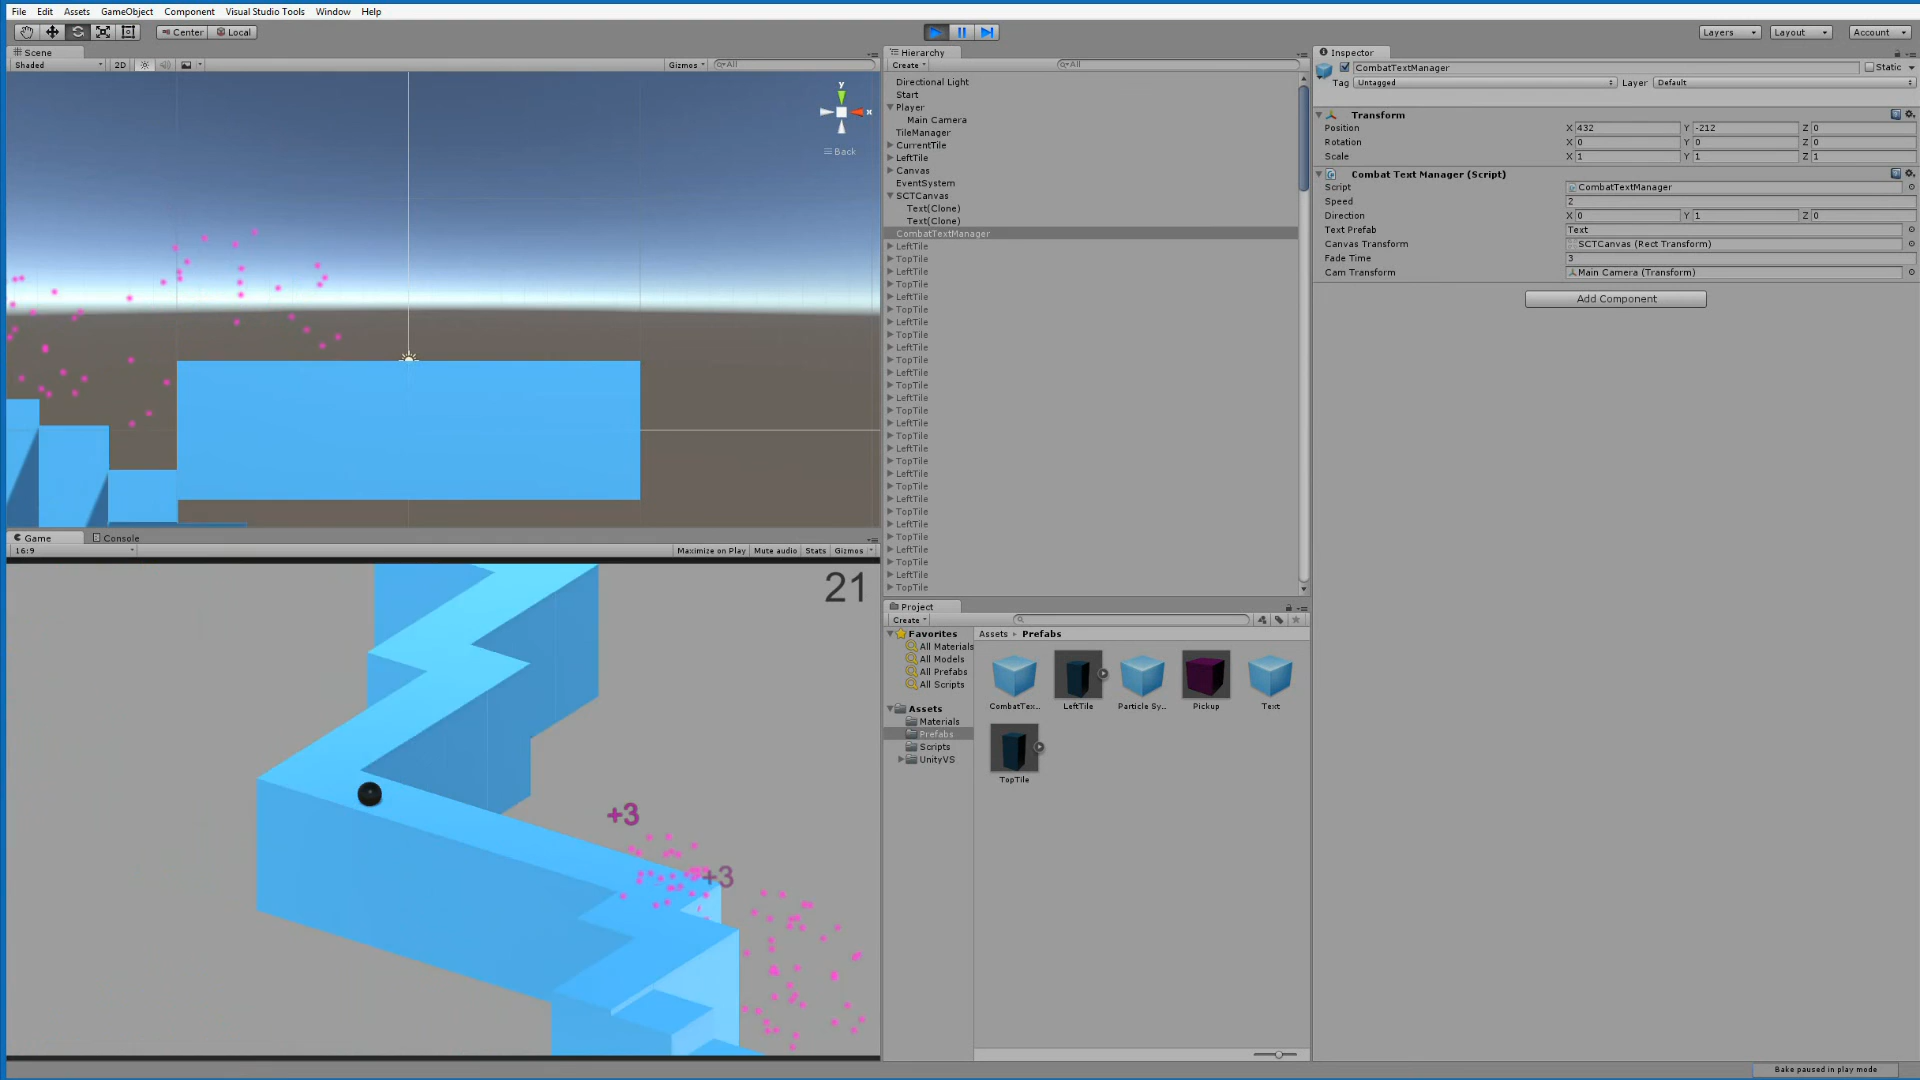 File Edit Assets GameObject Component Visual Studio Tools Window Help
Center Local
Layers Layout Account
Scene
Shaded 2D Gizmos All
y
x
Back
Game Console
16:9 Maximize on Play Mute audio Stats Gizmos
21
+3
+3
Hierarchy
Create All
Directional Light
Start
Player
Main Camera
TileManager
CurrentTile
LeftTile
Canvas
EventSystem
SCTCanvas
Text(Clone)
Text(Clone)
CombatTextManager
LeftTile
TopTile
LeftTile
TopTile
LeftTile
TopTile
LeftTile
TopTile
LeftTile
TopTile
LeftTile
TopTile
LeftTile
TopTile
LeftTile
TopTile
LeftTile
TopTile
LeftTile
TopTile
LeftTile
TopTile
LeftTile
TopTile
LeftTile
TopTile
LeftTile
TopTile
Project
Create
Favorites
All Materials
All Models
All Prefabs
All Scripts
Assets
Materials
Prefabs
Scripts
UnityVS
Assets Prefabs
CombatTex... LeftTile Particle Sy... Pickup Text
TopTile
Inspector
CombatTextManager Static
Tag Untagged Layer Default
Transform
Position X 432 Y -212 Z 0
Rotation X 0 Y 0 Z 0
Scale X 1 Y 1 Z 1
Combat Text Manager (Script)
Script CombatTextManager
Speed 2
Direction X 0 Y 1 Z 0
Text Prefab Text
Canvas Transform SCTCanvas (Rect Transform)
Fade Time 3
Cam Transform Main Camera (Transform)
Add Component
Bake paused in play mode